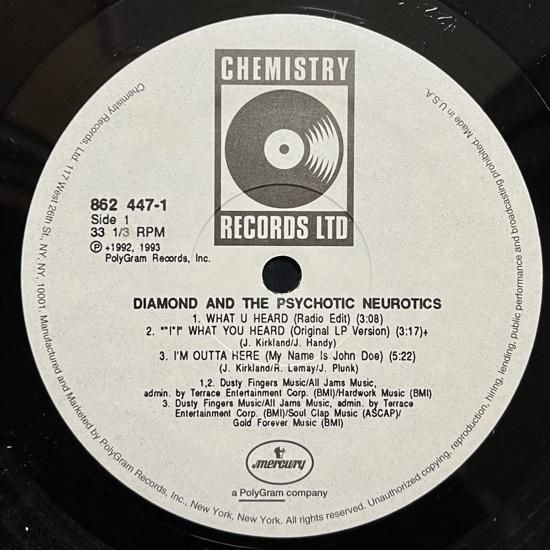 CHEMISTRY
RECORDS LTD
862 447-1
Side 1
33 1/3 RPM
Ⓟ +1992, 1993
PolyGram Records, Inc.
DIAMOND AND THE PSYCHOTIC NEUROTICS
1. WHAT U HEARD (Radio Edit) (3:08)
2. "*!*!" WHAT YOU HEARD (Original LP Version) (3:17)+
(J. Kirkland/J. Handy)
3. I'M OUTTA HERE (My Name Is John Doe) (5:22)
(J. Kirkland/R. Lemay/J. Plunk)
1,2. Dusty Fingers Music/All Jams Music,
admin. by Terrace Entertainment Corp. (BMI)/Hardwork Music (BMI)
3. Dusty Fingers Music/All Jams Music, admin. by Terrace
Entertainment Corp. (BMI)/Soul Clap Music (ASCAP)/
Gold Forever Music (BMI)
mercury
a PolyGram company
Chemistry Records, Ltd. 117 West 26th St., NY, NY, 10001. Manufactured and Marketed by PolyGram Records, Inc., New York, New York. All rights reserved. Unauthorized copying, reproduction, hiring, lending, public performance and broadcasting prohibited. Made in U.S.A.